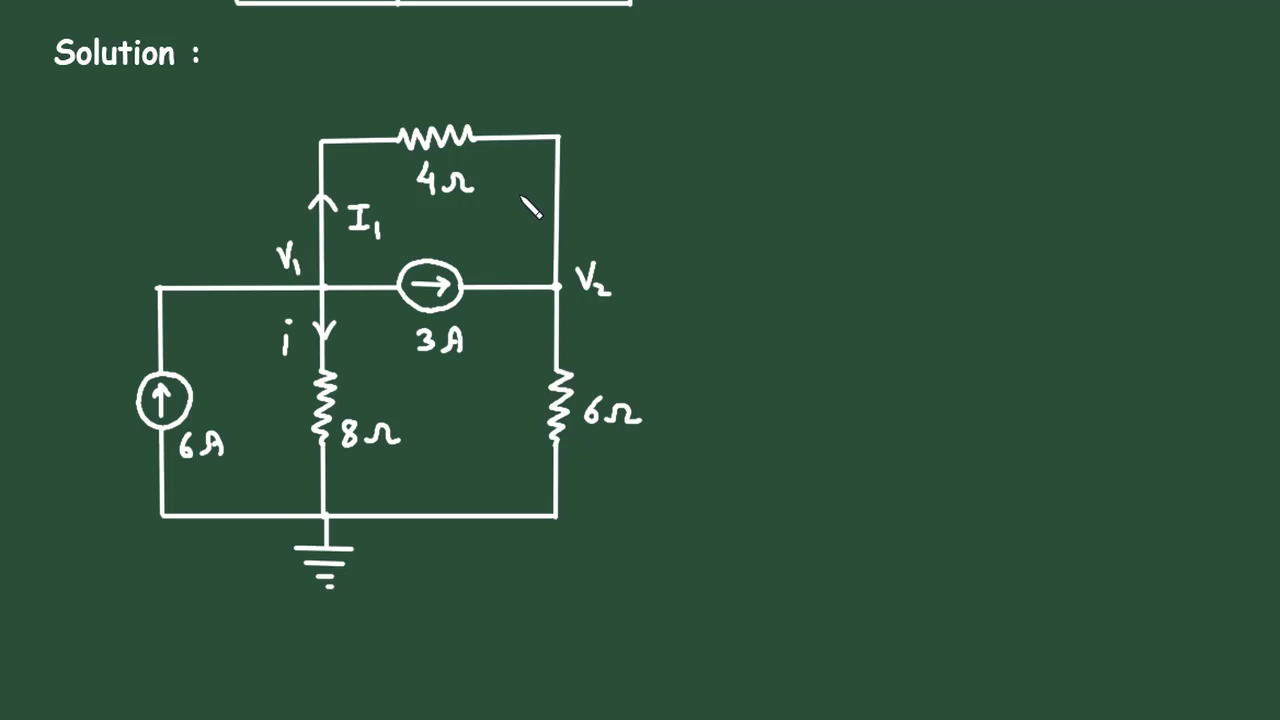 Solution :
4Ω
I₁
V₁
V₂
i
3A
6Ω
8Ω
6A